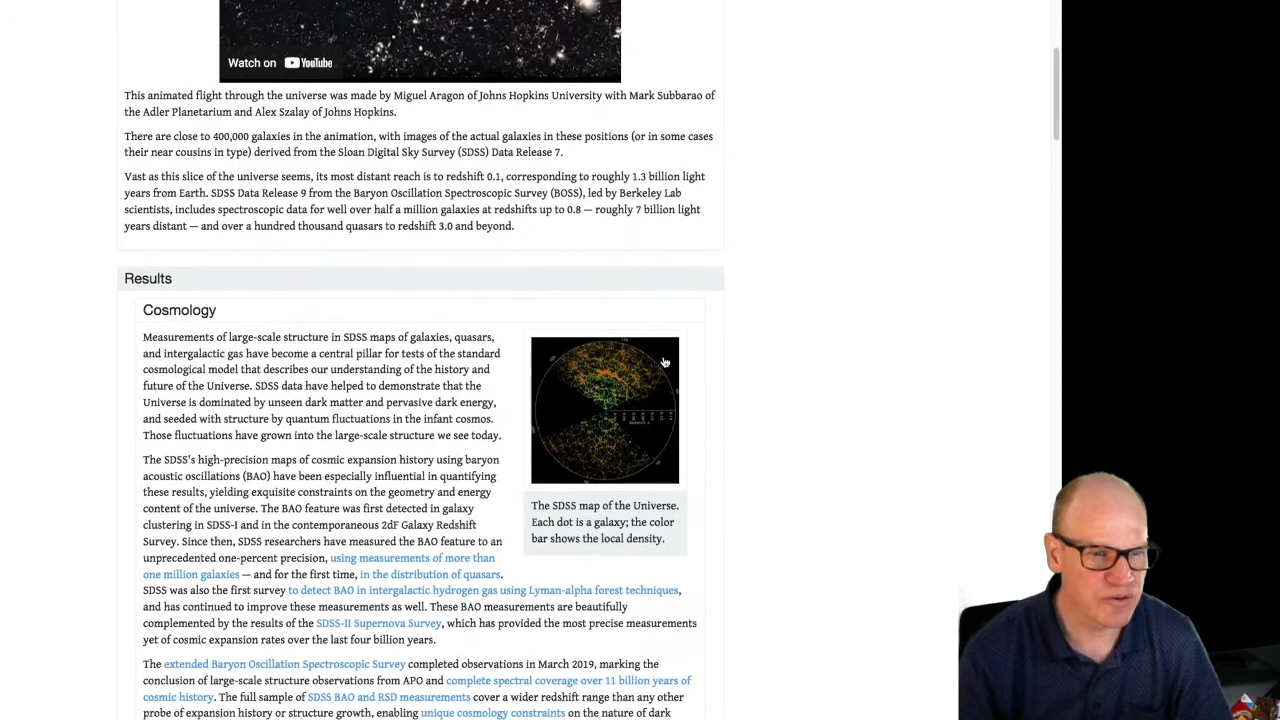 Watch on YouTube
This animated flight through the universe was made by Miguel Aragon of Johns Hopkins University with Mark Subbarao of
the Adler Planetarium and Alex Szalay of Johns Hopkins.
There are close to 400,000 galaxies in the animation, with images of the actual galaxies in these positions (or in some cases
their near cousins in type) derived from the Sloan Digital Sky Survey (SDSS) Data Release 7.
Vast as this slice of the universe seems, its most distant reach is to redshift 0.1, corresponding to roughly 1.3 billion light
years from Earth. SDSS Data Release 9 from the Baryon Oscillation Spectroscopic Survey (BOSS), led by Berkeley Lab
scientists, includes spectroscopic data for well over half a million galaxies at redshifts up to 0.8 — roughly 7 billion light
years distant — and over a hundred thousand quasars to redshift 3.0 and beyond.
Results
Cosmology
Measurements of large-scale structure in SDSS maps of galaxies, quasars,
and intergalactic gas have become a central pillar for tests of the standard
cosmological model that describes our understanding of the history and
future of the Universe. SDSS data have helped to demonstrate that the
Universe is dominated by unseen dark matter and pervasive dark energy,
and seeded with structure by quantum fluctuations in the infant cosmos.
Those fluctuations have grown into the large-scale structure we see today.
The SDSS's high-precision maps of cosmic expansion history using baryon
acoustic oscillations (BAO) have been especially influential in quantifying
these results, yielding exquisite constraints on the geometry and energy
content of the universe. The BAO feature was first detected in galaxy
clustering in SDSS-I and in the contemporaneous 2dF Galaxy Redshift
Survey. Since then, SDSS researchers have measured the BAO feature to an
unprecedented one-percent precision, using measurements of more than
one million galaxies — and for the first time, in the distribution of quasars.
SDSS was also the first survey to detect BAO in intergalactic hydrogen gas using Lyman-alpha forest techniques,
and has continued to improve these measurements as well. These BAO measurements are beautifully
complemented by the results of the SDSS-II Supernova Survey, which has provided the most precise measurements
yet of cosmic expansion rates over the last four billion years.
The extended Baryon Oscillation Spectroscopic Survey completed observations in March 2019, marking the
conclusion of large-scale structure observations from APO and complete spectral coverage over 11 billion years of
cosmic history. The full sample of SDSS BAO and RSD measurements cover a wider redshift range than any other
probe of expansion history or structure growth, enabling unique cosmology constraints on the nature of dark
Redshift z
The SDSS map of the Universe.
Each dot is a galaxy; the color
bar shows the local density.